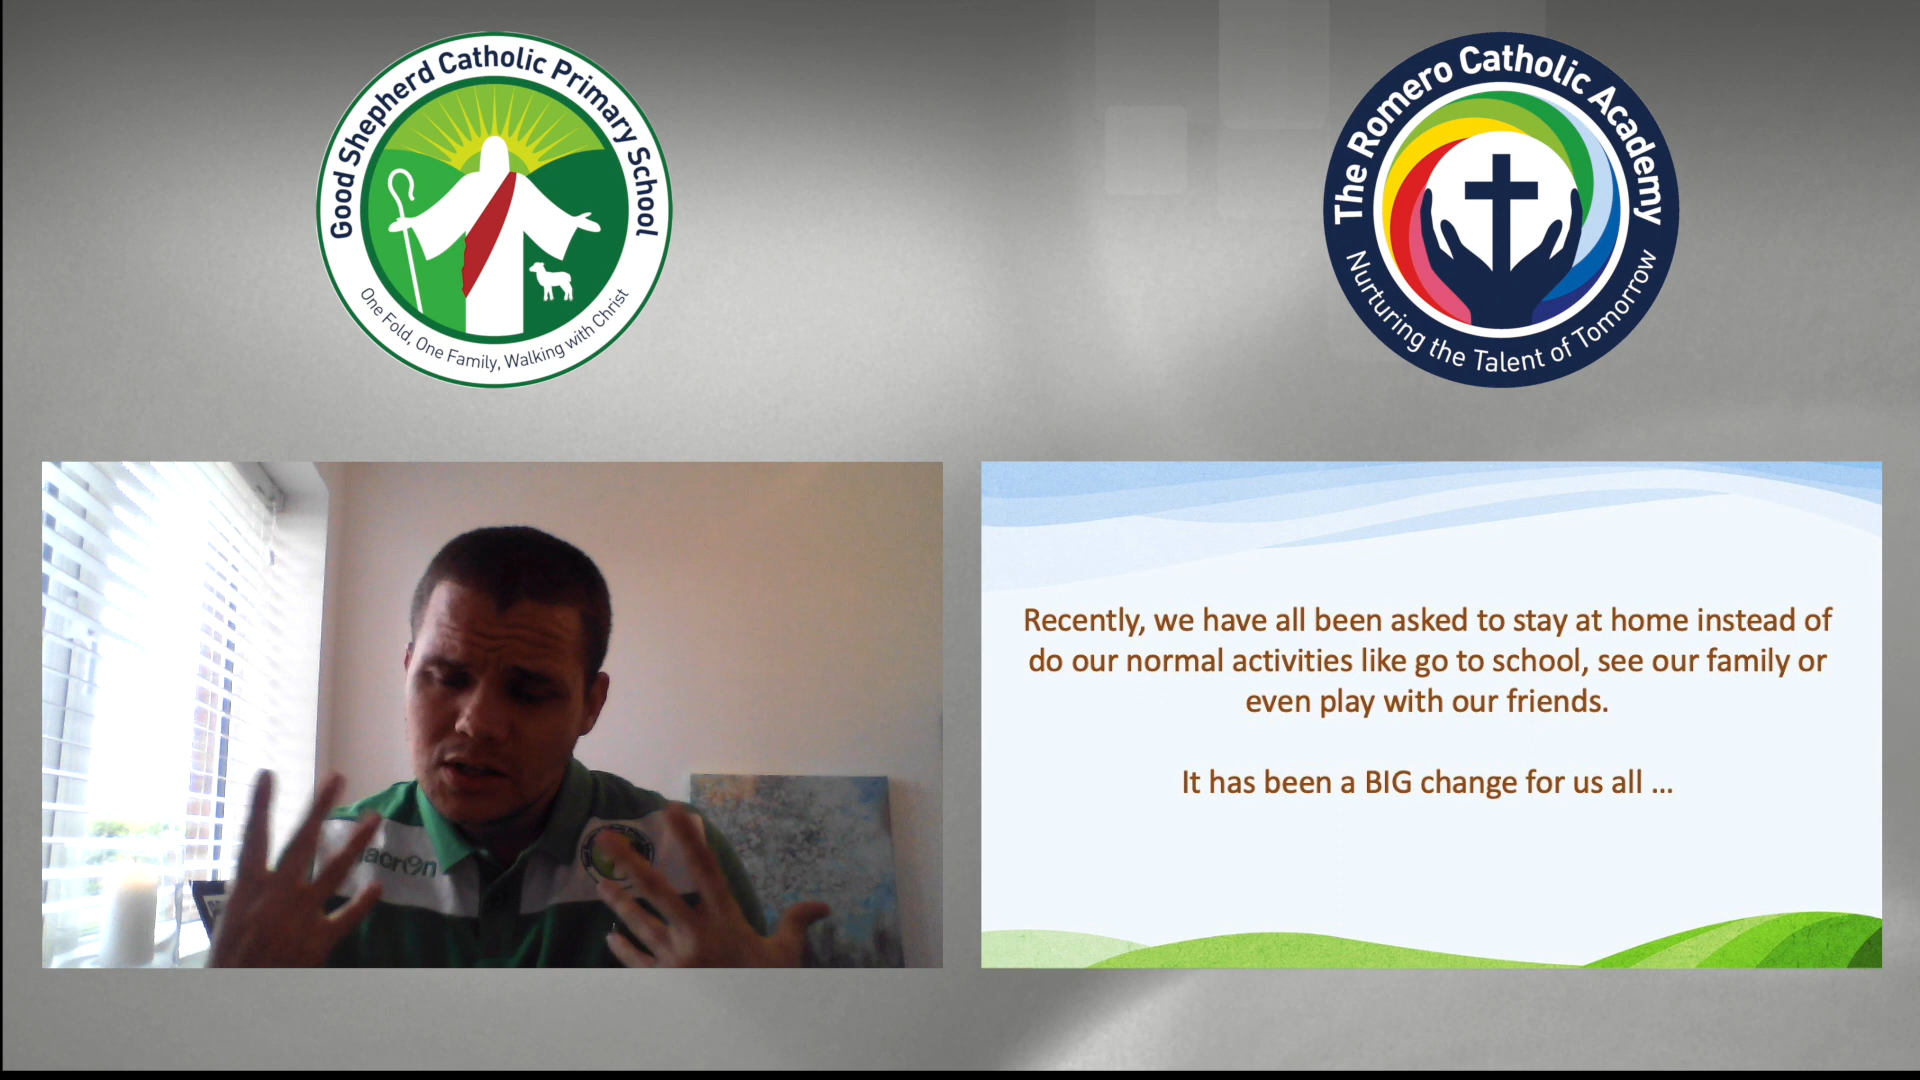 Good Shepherd Catholic Primary School
One Fold, One Family, Walking with Christ
The Romero Catholic Academy
Nurturing the Talent of Tomorrow
Recently, we have all been asked to stay at home instead of
do our normal activities like go to school, see our family or
even play with our friends.
It has been a BIG change for us all ...